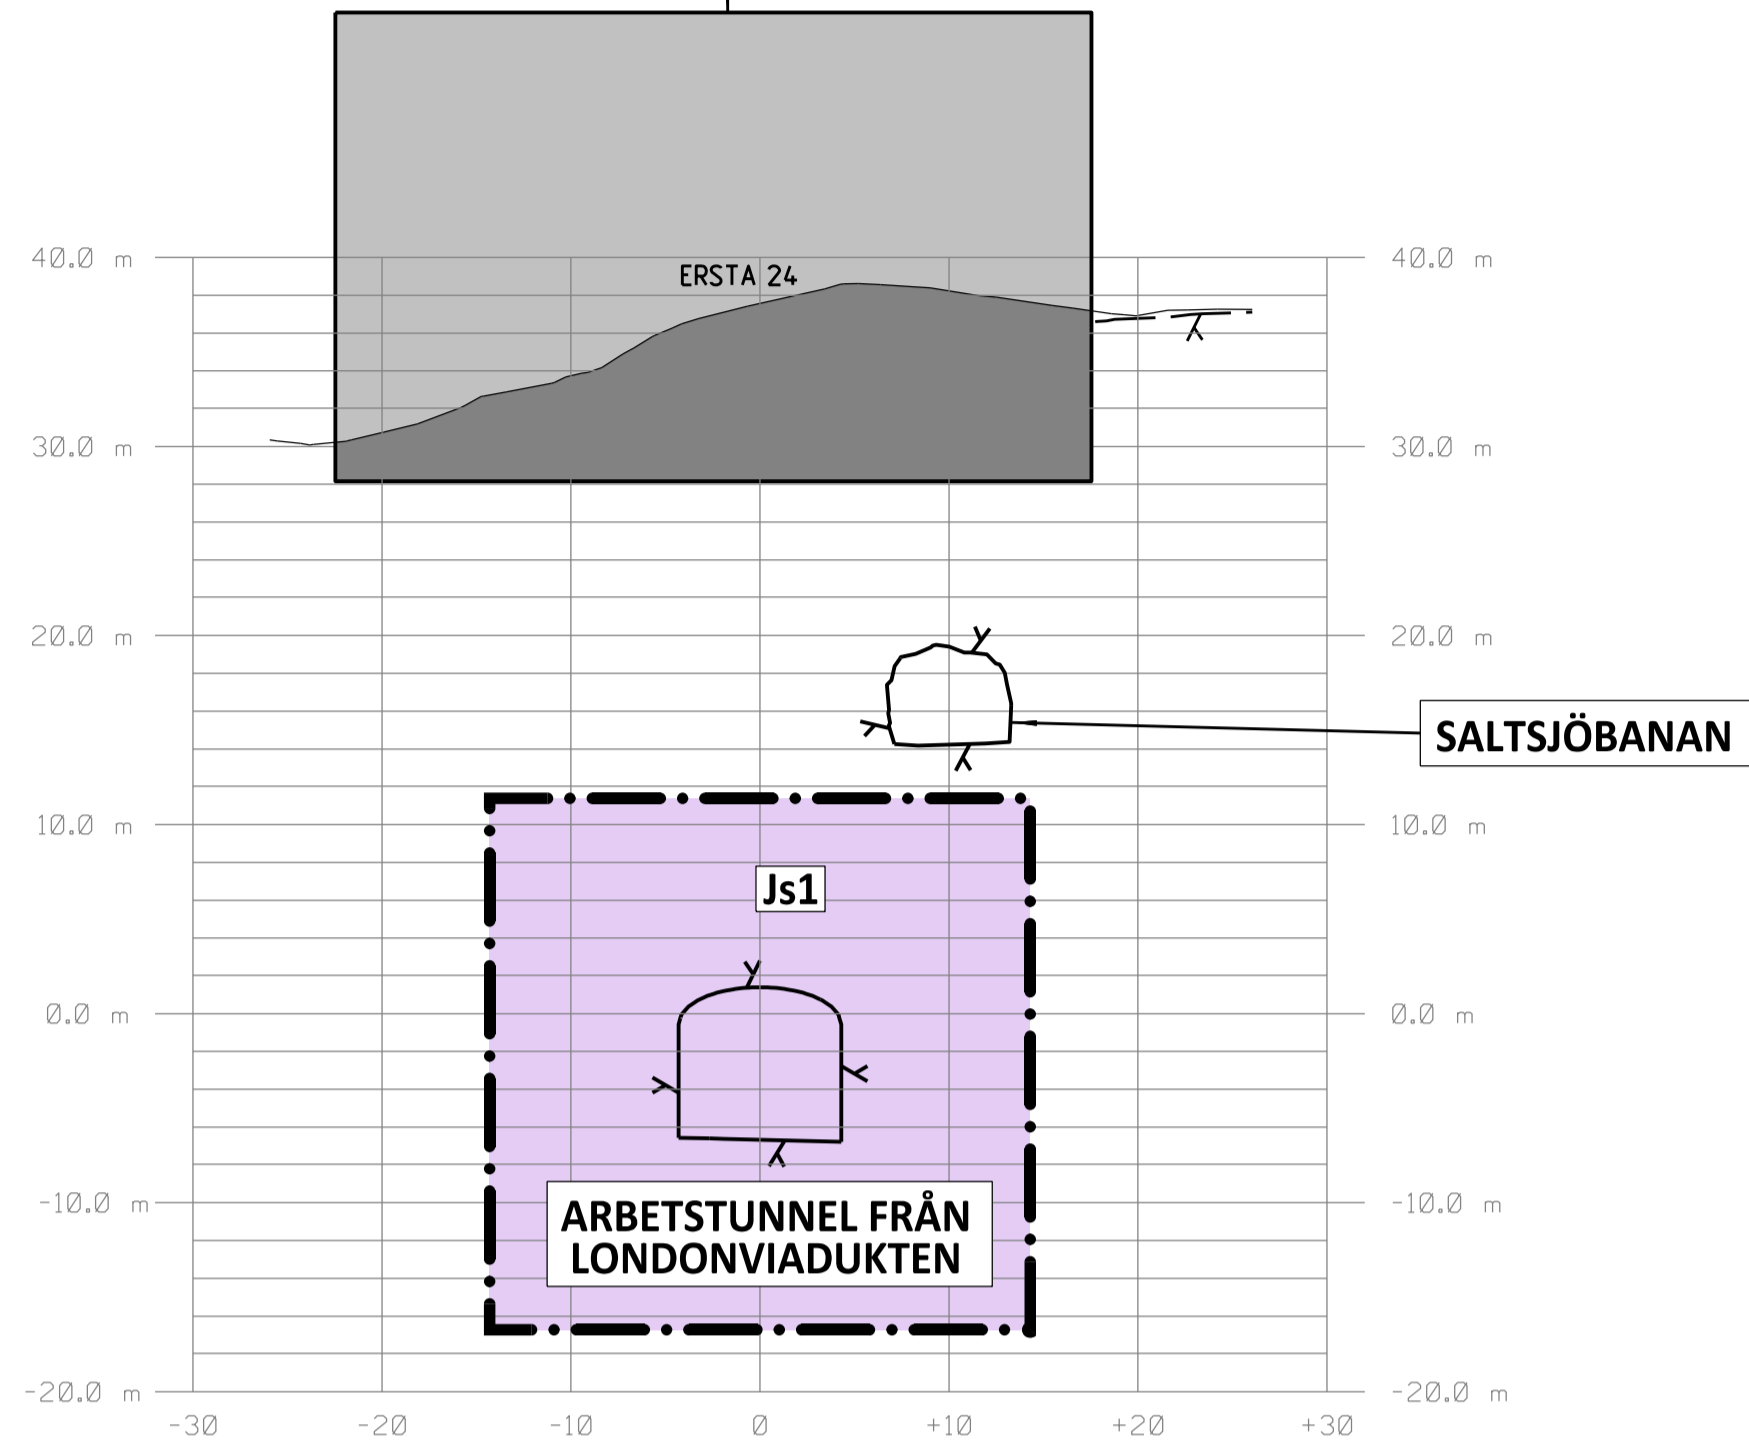 40.0 m
40.0 m
ERSTA 24
30.0 m
30.0 m
20.0 m
20.0 m
SALTSJÖBANAN
10.0 m
10.0 m
Js1
0.0 m
0.0 m
-10.0 m
-10.0 m
ARBETSTUNNEL FRÅN
LONDONVIADUKTEN
-20.0 m
-20.0 m
-30 -20 -10 0 +10 +20 +30